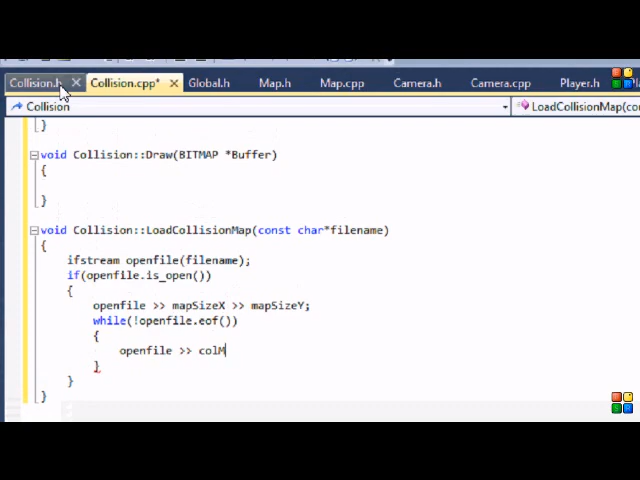 Collision.h Collision.cpp* Global.h Map.h Map.cpp Camera.h Camera.cpp Player.h
Collision LoadCollisionMap(
}
void Collision::Draw(BITMAP *Buffer)
{
}
void Collision::LoadCollisionMap(const char*filename)
{
ifstream openfile(filename);
if(openfile.is_open())
{
openfile >> mapSizeX >> mapSizeY;
while(!openfile.eof())
{
openfile >> colM
}
}
}